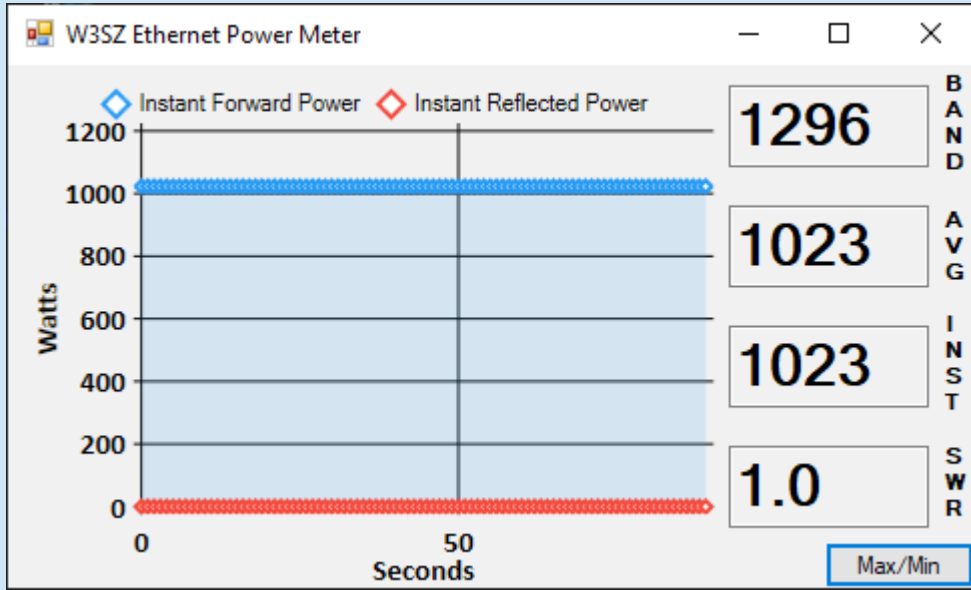 W3SZ Ethernet Power Meter
Instant Forward Power
Instant Reflected Power
1200
1000
800
600
400
200
0
Watts
0
50
Seconds
1296
BAND
1023
AVG
1023
INST
1.0
SWR
Max/Min